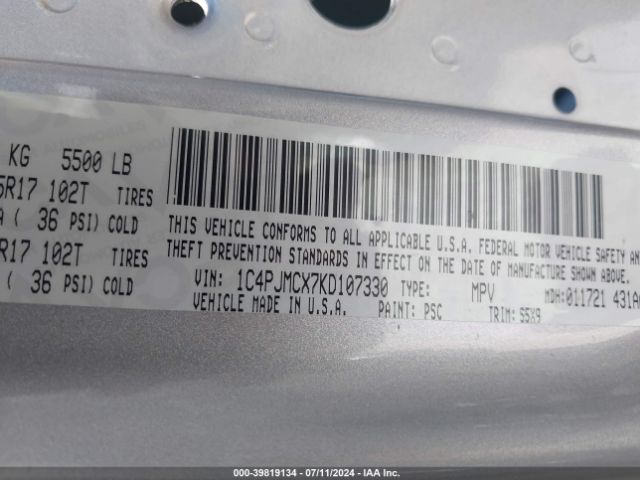 KG 5500 LB
5R17 102T TIRES
( 36 PSI) COLD
R17 102T TIRES
( 36 PSI) COLD
THIS VEHICLE CONFORMS TO ALL APPLICABLE U.S.A. FEDERAL MOTOR VEHICLE SAFETY AN
THEFT PREVENTION STANDARDS IN EFFECT ON THE DATE OF MANUFACTURE SHOWN ABOVE.
VIN: 1C4PJMCX7KD107330 TYPE: MPV MDH:011721 431A
VEHICLE MADE IN U.S.A. PAINT: PSC TRIM: S5X9
000-39819134 - 07/11/2024 - IAA Inc.